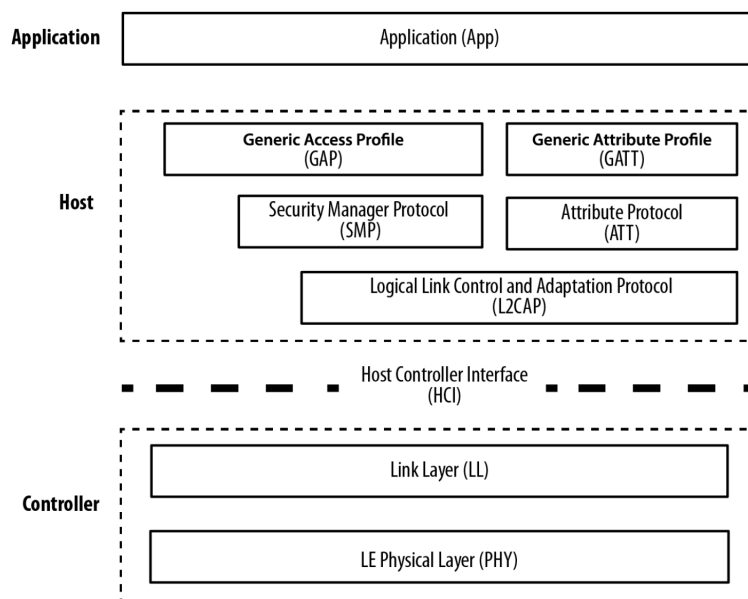 Application
Application (App)
Host
Generic Access Profile
(GAP)
Generic Attribute Profile
(GATT)
Security Manager Protocol
(SMP)
Attribute Protocol
(ATT)
Logical Link Control and Adaptation Protocol
(L2CAP)
Host Controller Interface
(HCI)
Controller
Link Layer (LL)
LE Physical Layer (PHY)